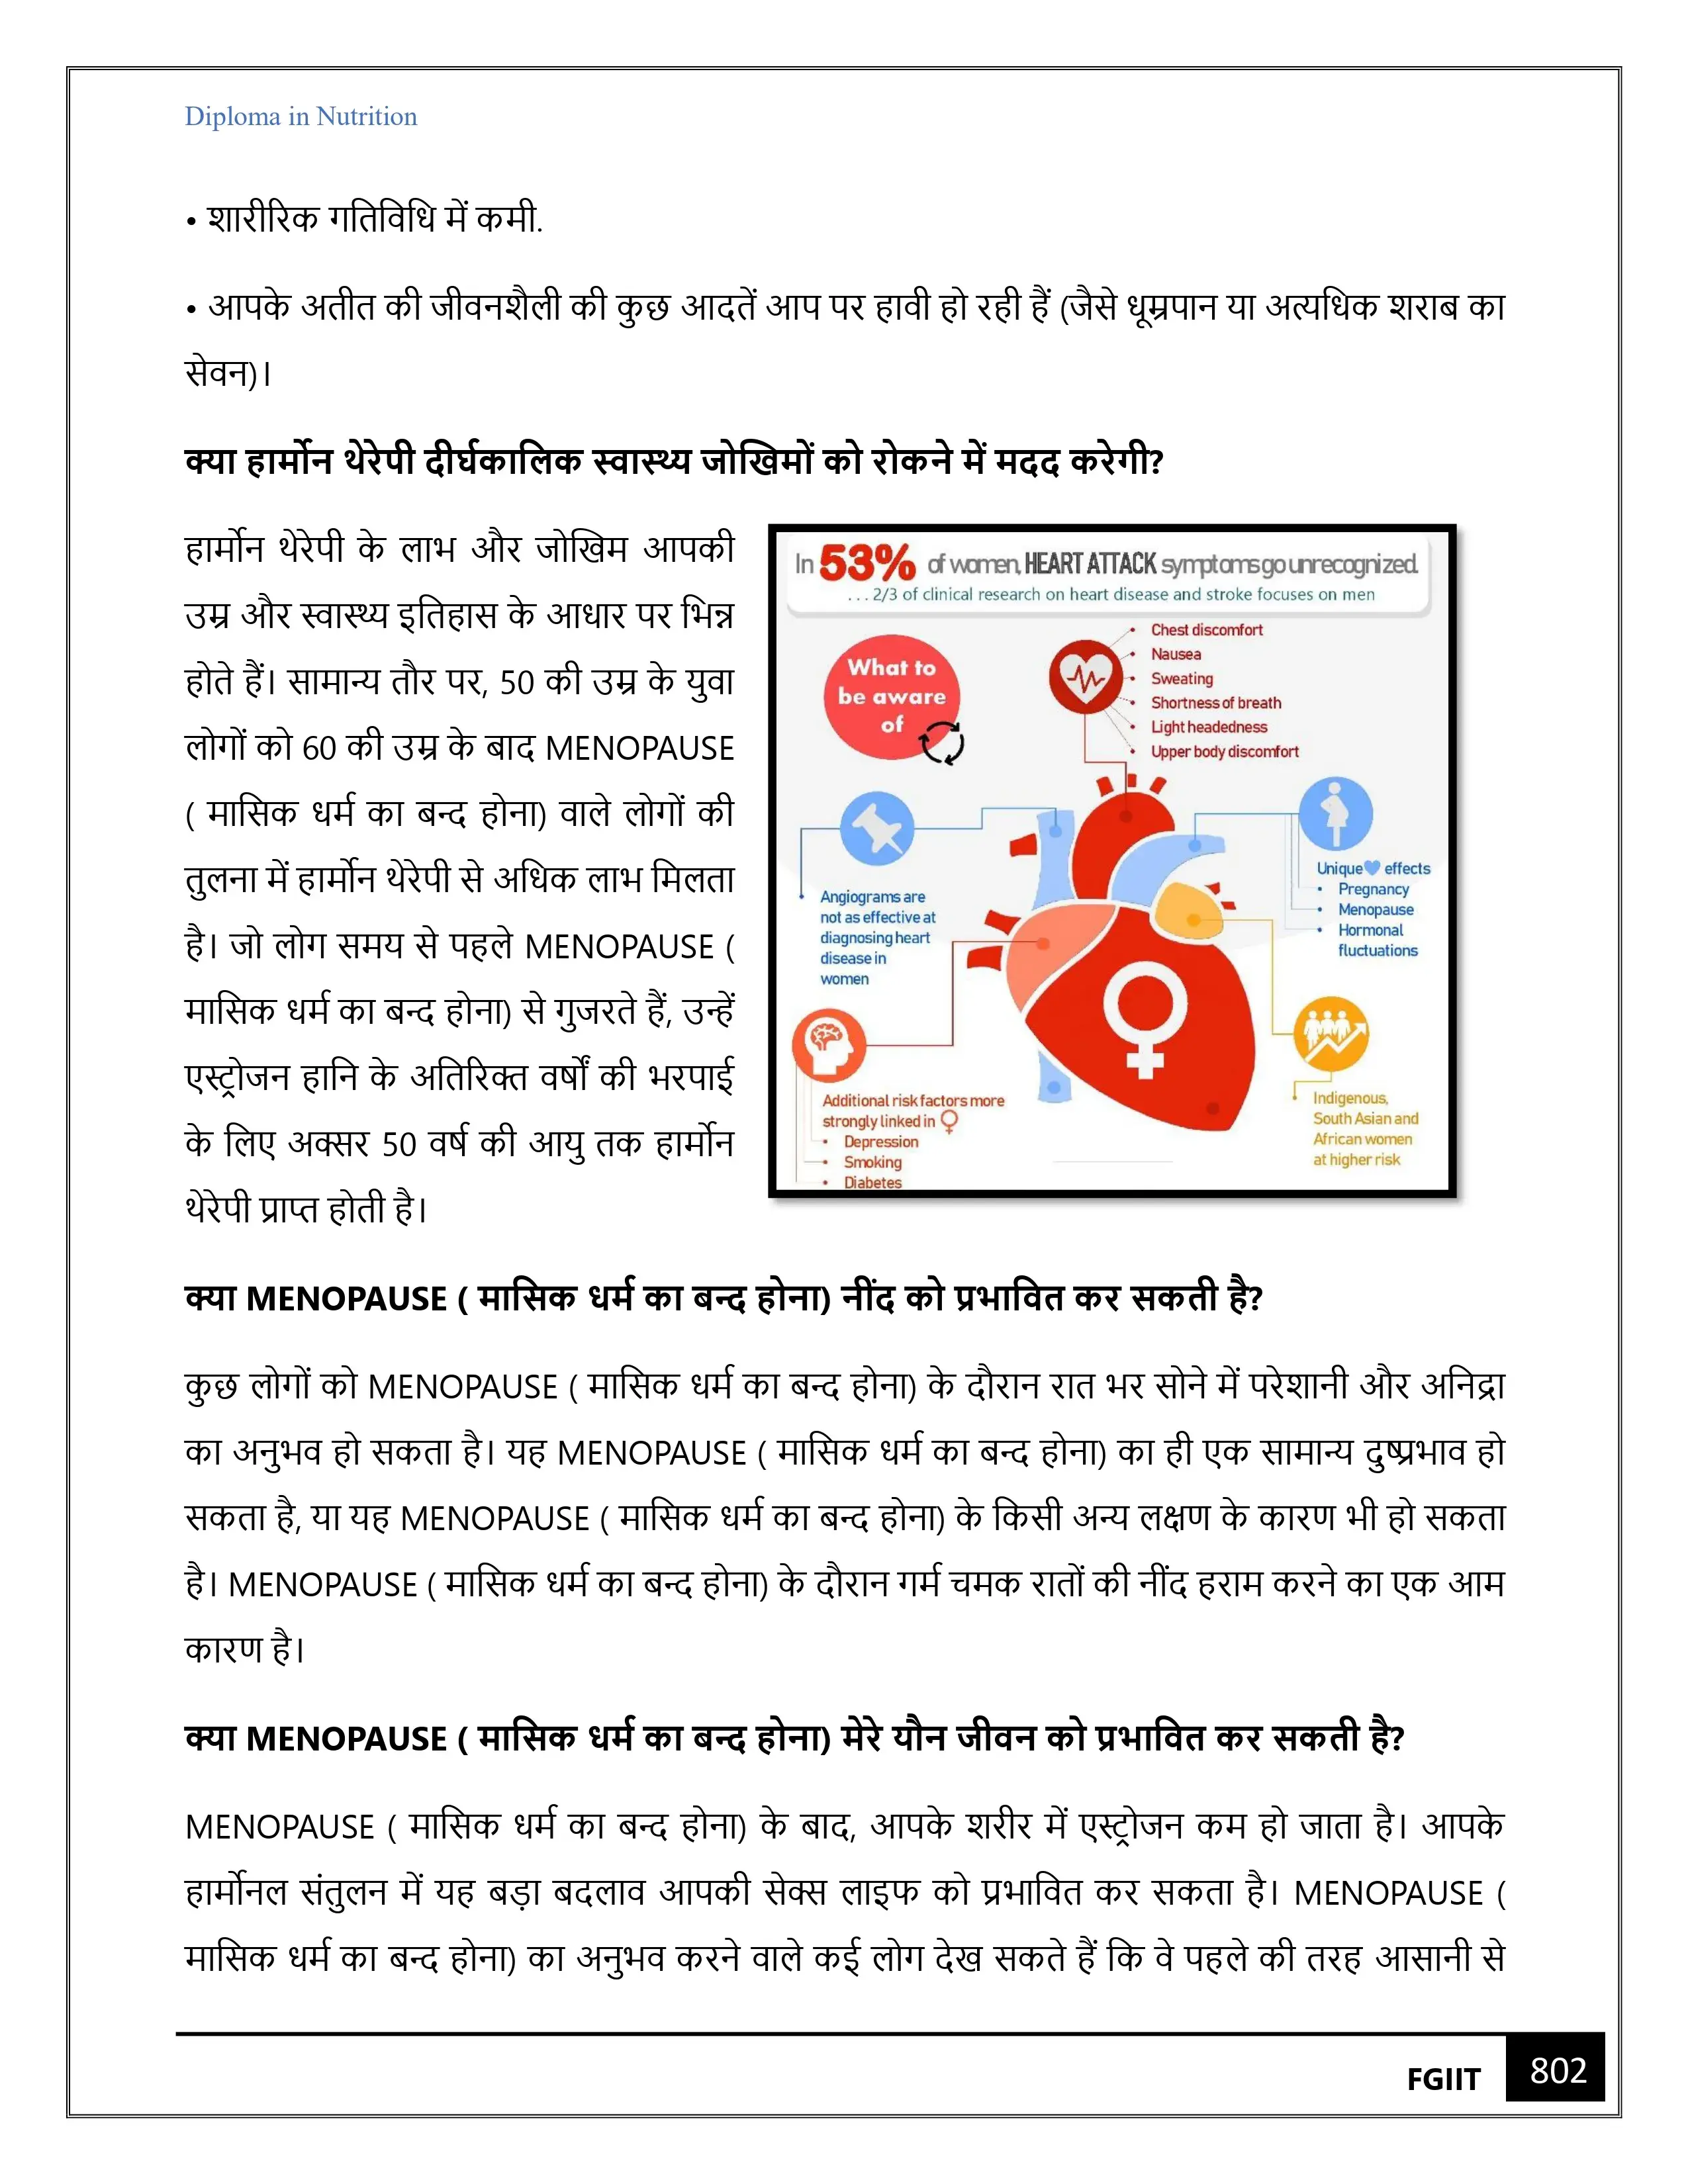 Diploma in Nutrition
• शारीरिक गतिविधि में कमी.
• आपके अतीत की जीवनशैली की कुछ आदतें आप पर हावी हो रही हैं (जैसे धूम्रपान या अत्यधिक शराब का
सेवन)।
क्या हार्मोन थेरेपी दीर्घकालिक स्वास्थ्य जोखिमों को रोकने में मदद करेगी?
हार्मोन थेरेपी के लाभ और जोखिम आपकी
उम्र और स्वास्थ्य इतिहास के आधार पर भिन्न
होते हैं। सामान्य तौर पर, 50 की उम्र के युवा
लोगों को 60 की उम्र के बाद MENOPAUSE
( मासिक धर्म का बन्द होना) वाले लोगों की
तुलना में हार्मोन थेरेपी से अधिक लाभ मिलता
है। जो लोग समय से पहले MENOPAUSE (
मासिक धर्म का बन्द होना) से गुजरते हैं, उन्हें
एस्ट्रोजन हानि के अतिरिक्त वर्षों की भरपाई
के लिए अक्सर 50 वर्ष की आयु तक हार्मोन
थेरेपी प्राप्त होती है।
In 53% of women, HEART ATTACK symptoms go unrecognized.
...2/3 of clinical research on heart disease and stroke focuses on men
What to
be aware
of
• Chest discomfort
• Nausea
• Sweating
• Shortness of breath
• Light headedness
• Upper body discomfort
• Angiograms are
not as effective at
diagnosing heart
disease in
women
Unique 💙 effects
• Pregnancy
• Menopause
• Hormonal
fluctuations
Additional risk factors more
strongly linked in ♀
• Depression
• Smoking
• Diabetes
• Indigenous,
South Asian and
African women
at higher risk
क्या MENOPAUSE ( मासिक धर्म का बन्द होना) नींद को प्रभावित कर सकती है?
कुछ लोगों को MENOPAUSE ( मासिक धर्म का बन्द होना) के दौरान रात भर सोने में परेशानी और अनिद्रा
का अनुभव हो सकता है। यह MENOPAUSE ( मासिक धर्म का बन्द होना) का ही एक सामान्य दुष्प्रभाव हो
सकता है, या यह MENOPAUSE ( मासिक धर्म का बन्द होना) के किसी अन्य लक्षण के कारण भी हो सकता
है। MENOPAUSE ( मासिक धर्म का बन्द होना) के दौरान गर्म चमक रातों की नींद हराम करने का एक आम
कारण है।
क्या MENOPAUSE ( मासिक धर्म का बन्द होना) मेरे यौन जीवन को प्रभावित कर सकती है?
MENOPAUSE ( मासिक धर्म का बन्द होना) के बाद, आपके शरीर में एस्ट्रोजन कम हो जाता है। आपके
हार्मोनल संतुलन में यह बड़ा बदलाव आपकी सेक्स लाइफ को प्रभावित कर सकता है। MENOPAUSE (
मासिक धर्म का बन्द होना) का अनुभव करने वाले कई लोग देख सकते हैं कि वे पहले की तरह आसानी से
FGIIT 802